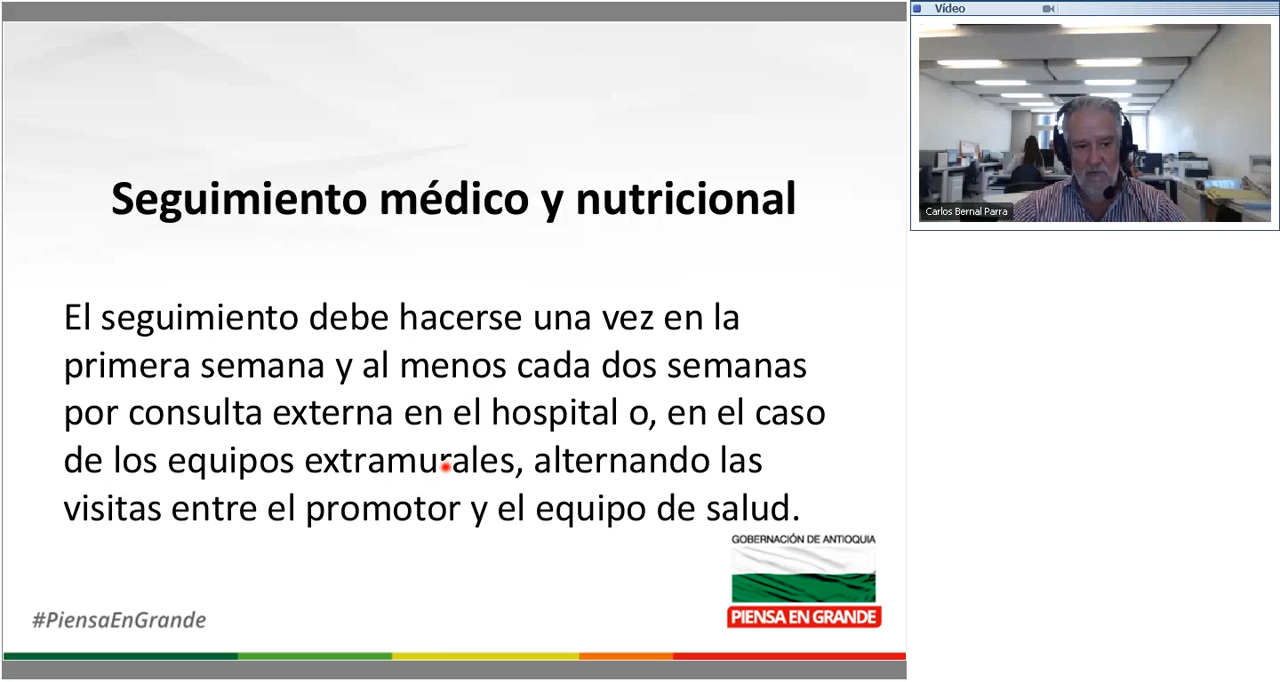 Vídeo
Carlos Bernal Parra
Seguimiento médico y nutricional
El seguimiento debe hacerse una vez en la
primera semana y al menos cada dos semanas
por consulta externa en el hospital o, en el caso
de los equipos extramurales, alternando las
visitas entre el promotor y el equipo de salud.
GOBERNACIÓN DE ANTIOQUIA
PIENSA EN GRANDE
#PiensaEnGrande